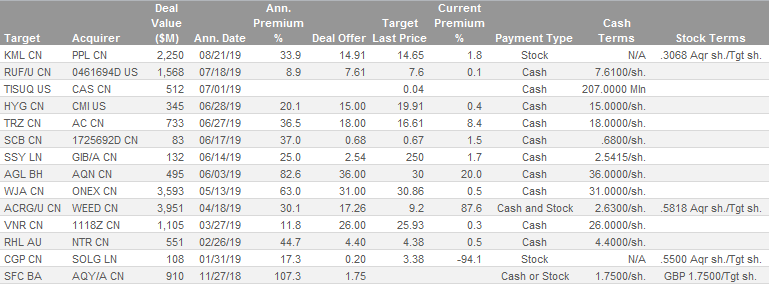 Target Acquirer Deal Value ($M) Ann. Date Ann. Premium % Deal Offer Target Last Price Current Premium % Payment Type Cash Terms Stock Terms
KML CN PPL CN 2,250 08/21/19 33.9 14.91 14.65 1.8 Stock N/A .3068 Aqr sh./Tgt sh.
RUF/U CN 0461694D US 1,568 07/18/19 8.9 7.61 7.6 0.1 Cash 7.6100/sh.
TISUQ US CAS CN 512 07/01/19 0.04 Cash 207.0000 Mln
HYG CN CMI US 345 06/28/19 20.1 15.00 19.91 0.4 Cash 15.0000/sh.
TRZ CN AC CN 733 06/27/19 36.5 18.00 16.61 8.4 Cash 18.0000/sh.
SCB CN 1725692D CN 83 06/17/19 37.0 0.68 0.67 1.5 Cash .6800/sh.
SSY LN GIB/A CN 132 06/14/19 25.0 2.54 250 1.7 Cash 2.5415/sh.
AGL BH AQN CN 495 06/03/19 82.6 36.00 30 20.0 Cash 36.0000/sh.
WJA CN ONEX CN 3,593 05/13/19 63.0 31.00 30.86 0.5 Cash 31.0000/sh.
ACRG/U CN WEED CN 3,951 04/18/19 30.1 17.26 9.2 87.6 Cash and Stock 2.6300/sh. .5818 Aqr sh./Tgt sh.
VNR CN 1118Z CN 1,105 03/27/19 11.8 26.00 25.93 0.3 Cash 26.0000/sh.
RHL AU NTR CN 551 02/26/19 44.7 4.40 4.38 0.5 Cash 4.4000/sh.
CGP CN SOLG LN 108 01/31/19 17.3 0.20 3.38 -94.1 Stock N/A .5500 Aqr sh./Tgt sh.
SFC BA AQY/A CN 910 11/27/18 107.3 1.75 Cash or Stock 1.7500/sh. GBP 1.7500/Tgt sh.